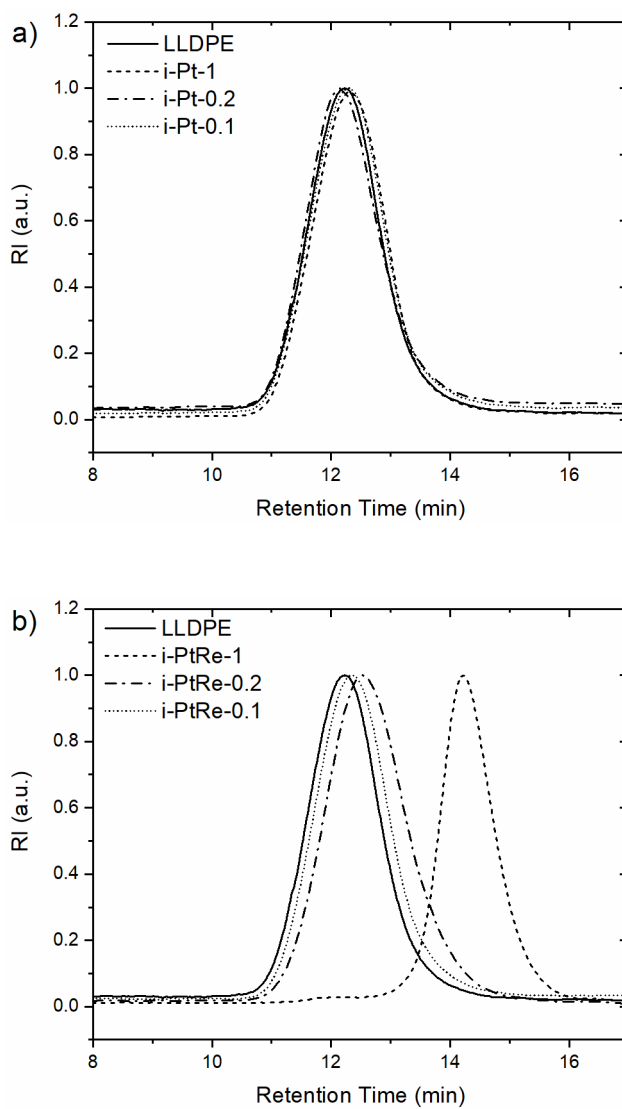 a)
LLDPE
i-Pt-1
i-Pt-0.2
i-Pt-0.1
1.2
1.0
0.8
0.6
0.4
0.2
0.0
RI (a.u.)
8 10 12 14 16
Retention Time (min)
b)
LLDPE
i-PtRe-1
i-PtRe-0.2
i-PtRe-0.1
1.2
1.0
0.8
0.6
0.4
0.2
0.0
RI (a.u.)
8 10 12 14 16
Retention Time (min)